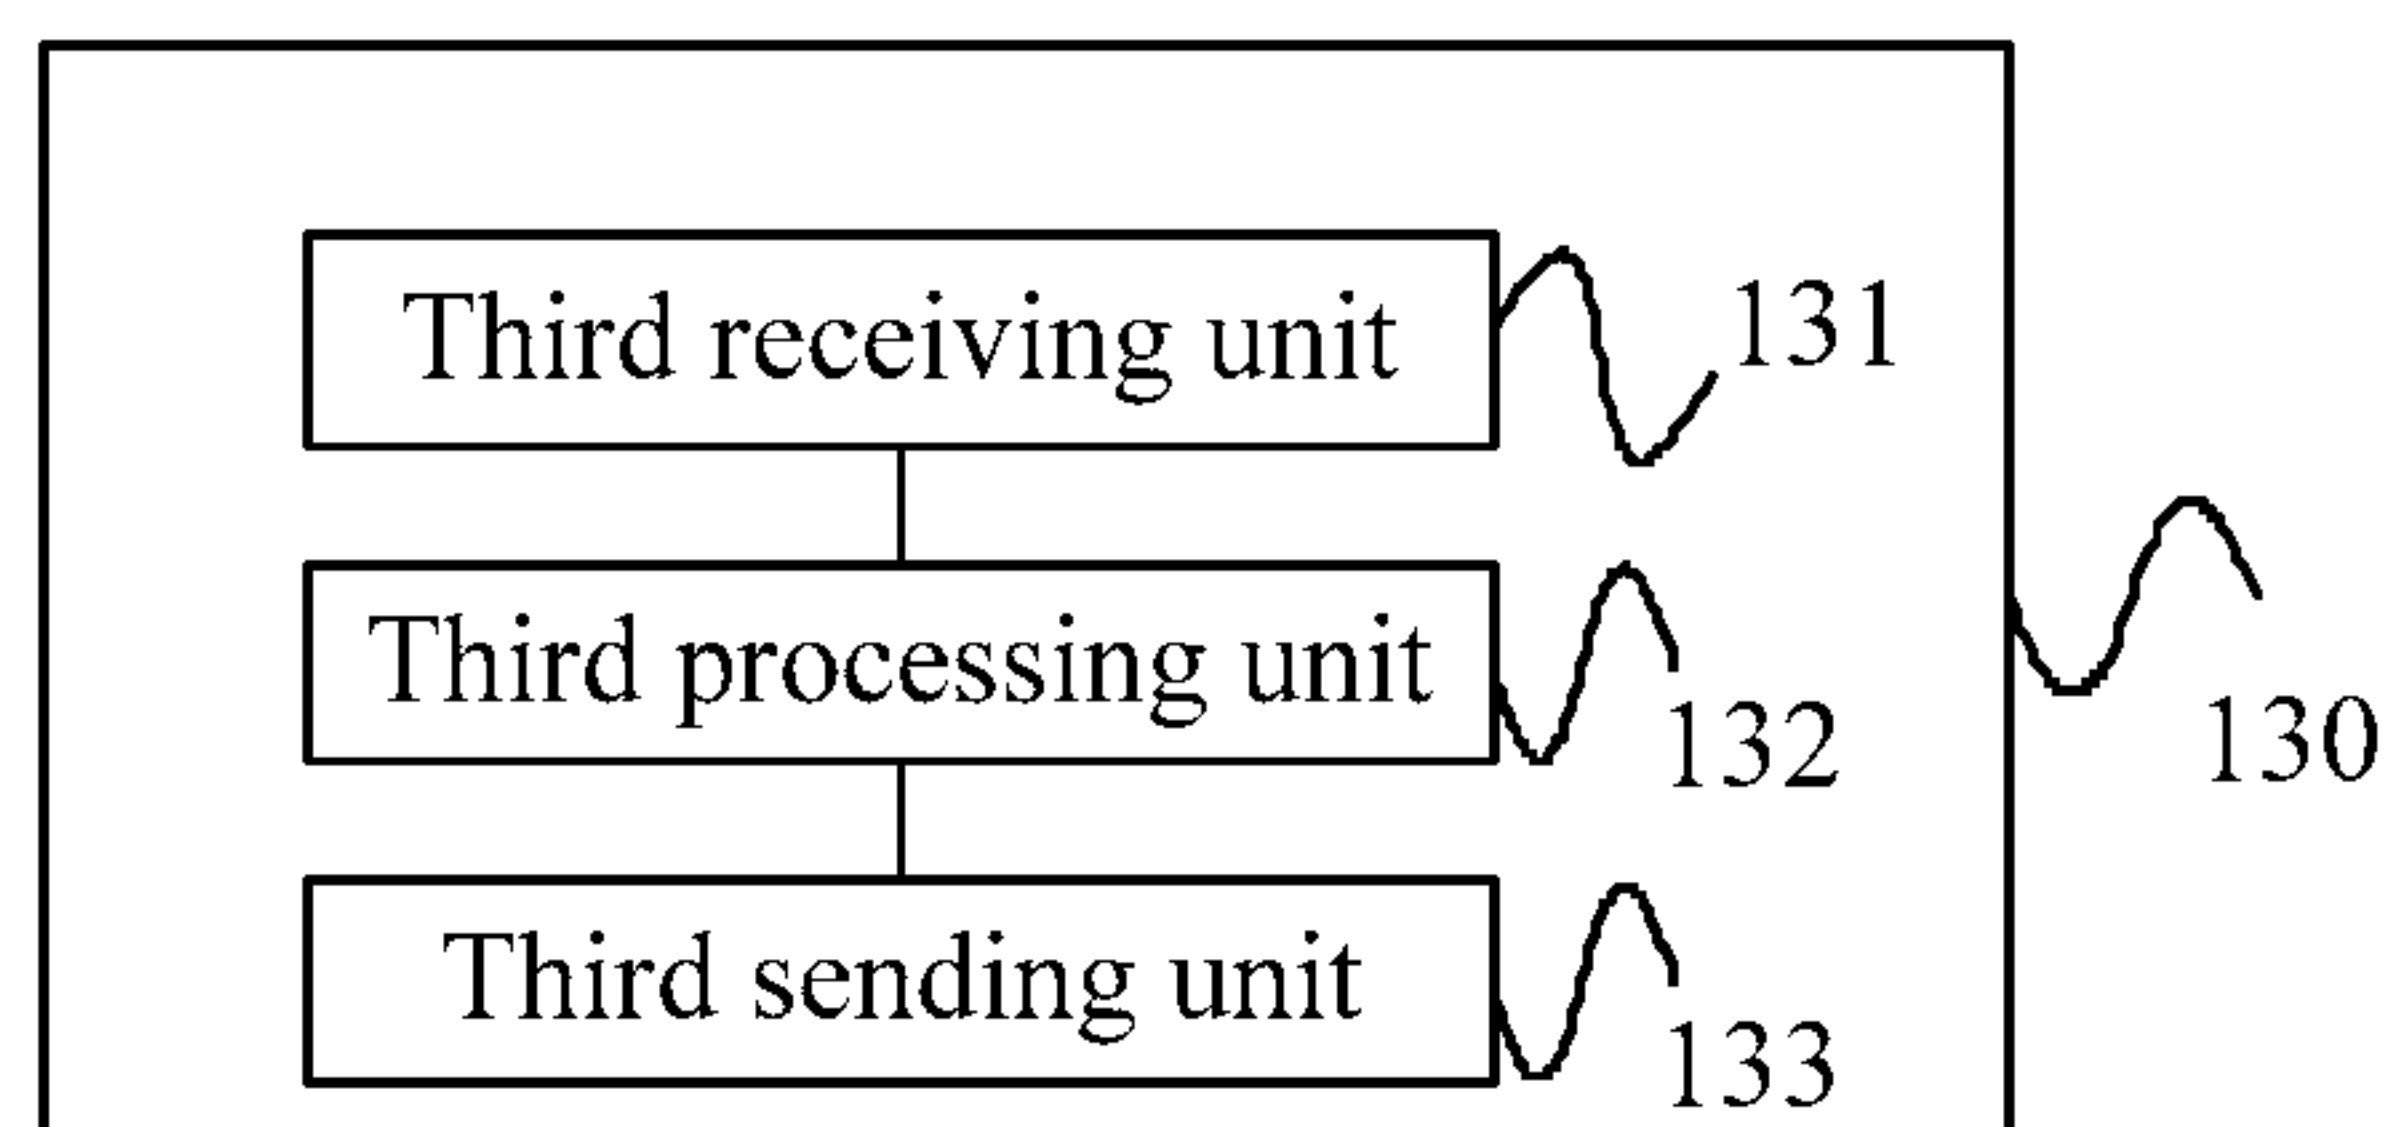 Third receiving unit
131
Third processing unit
132
130
Third sending unit
133